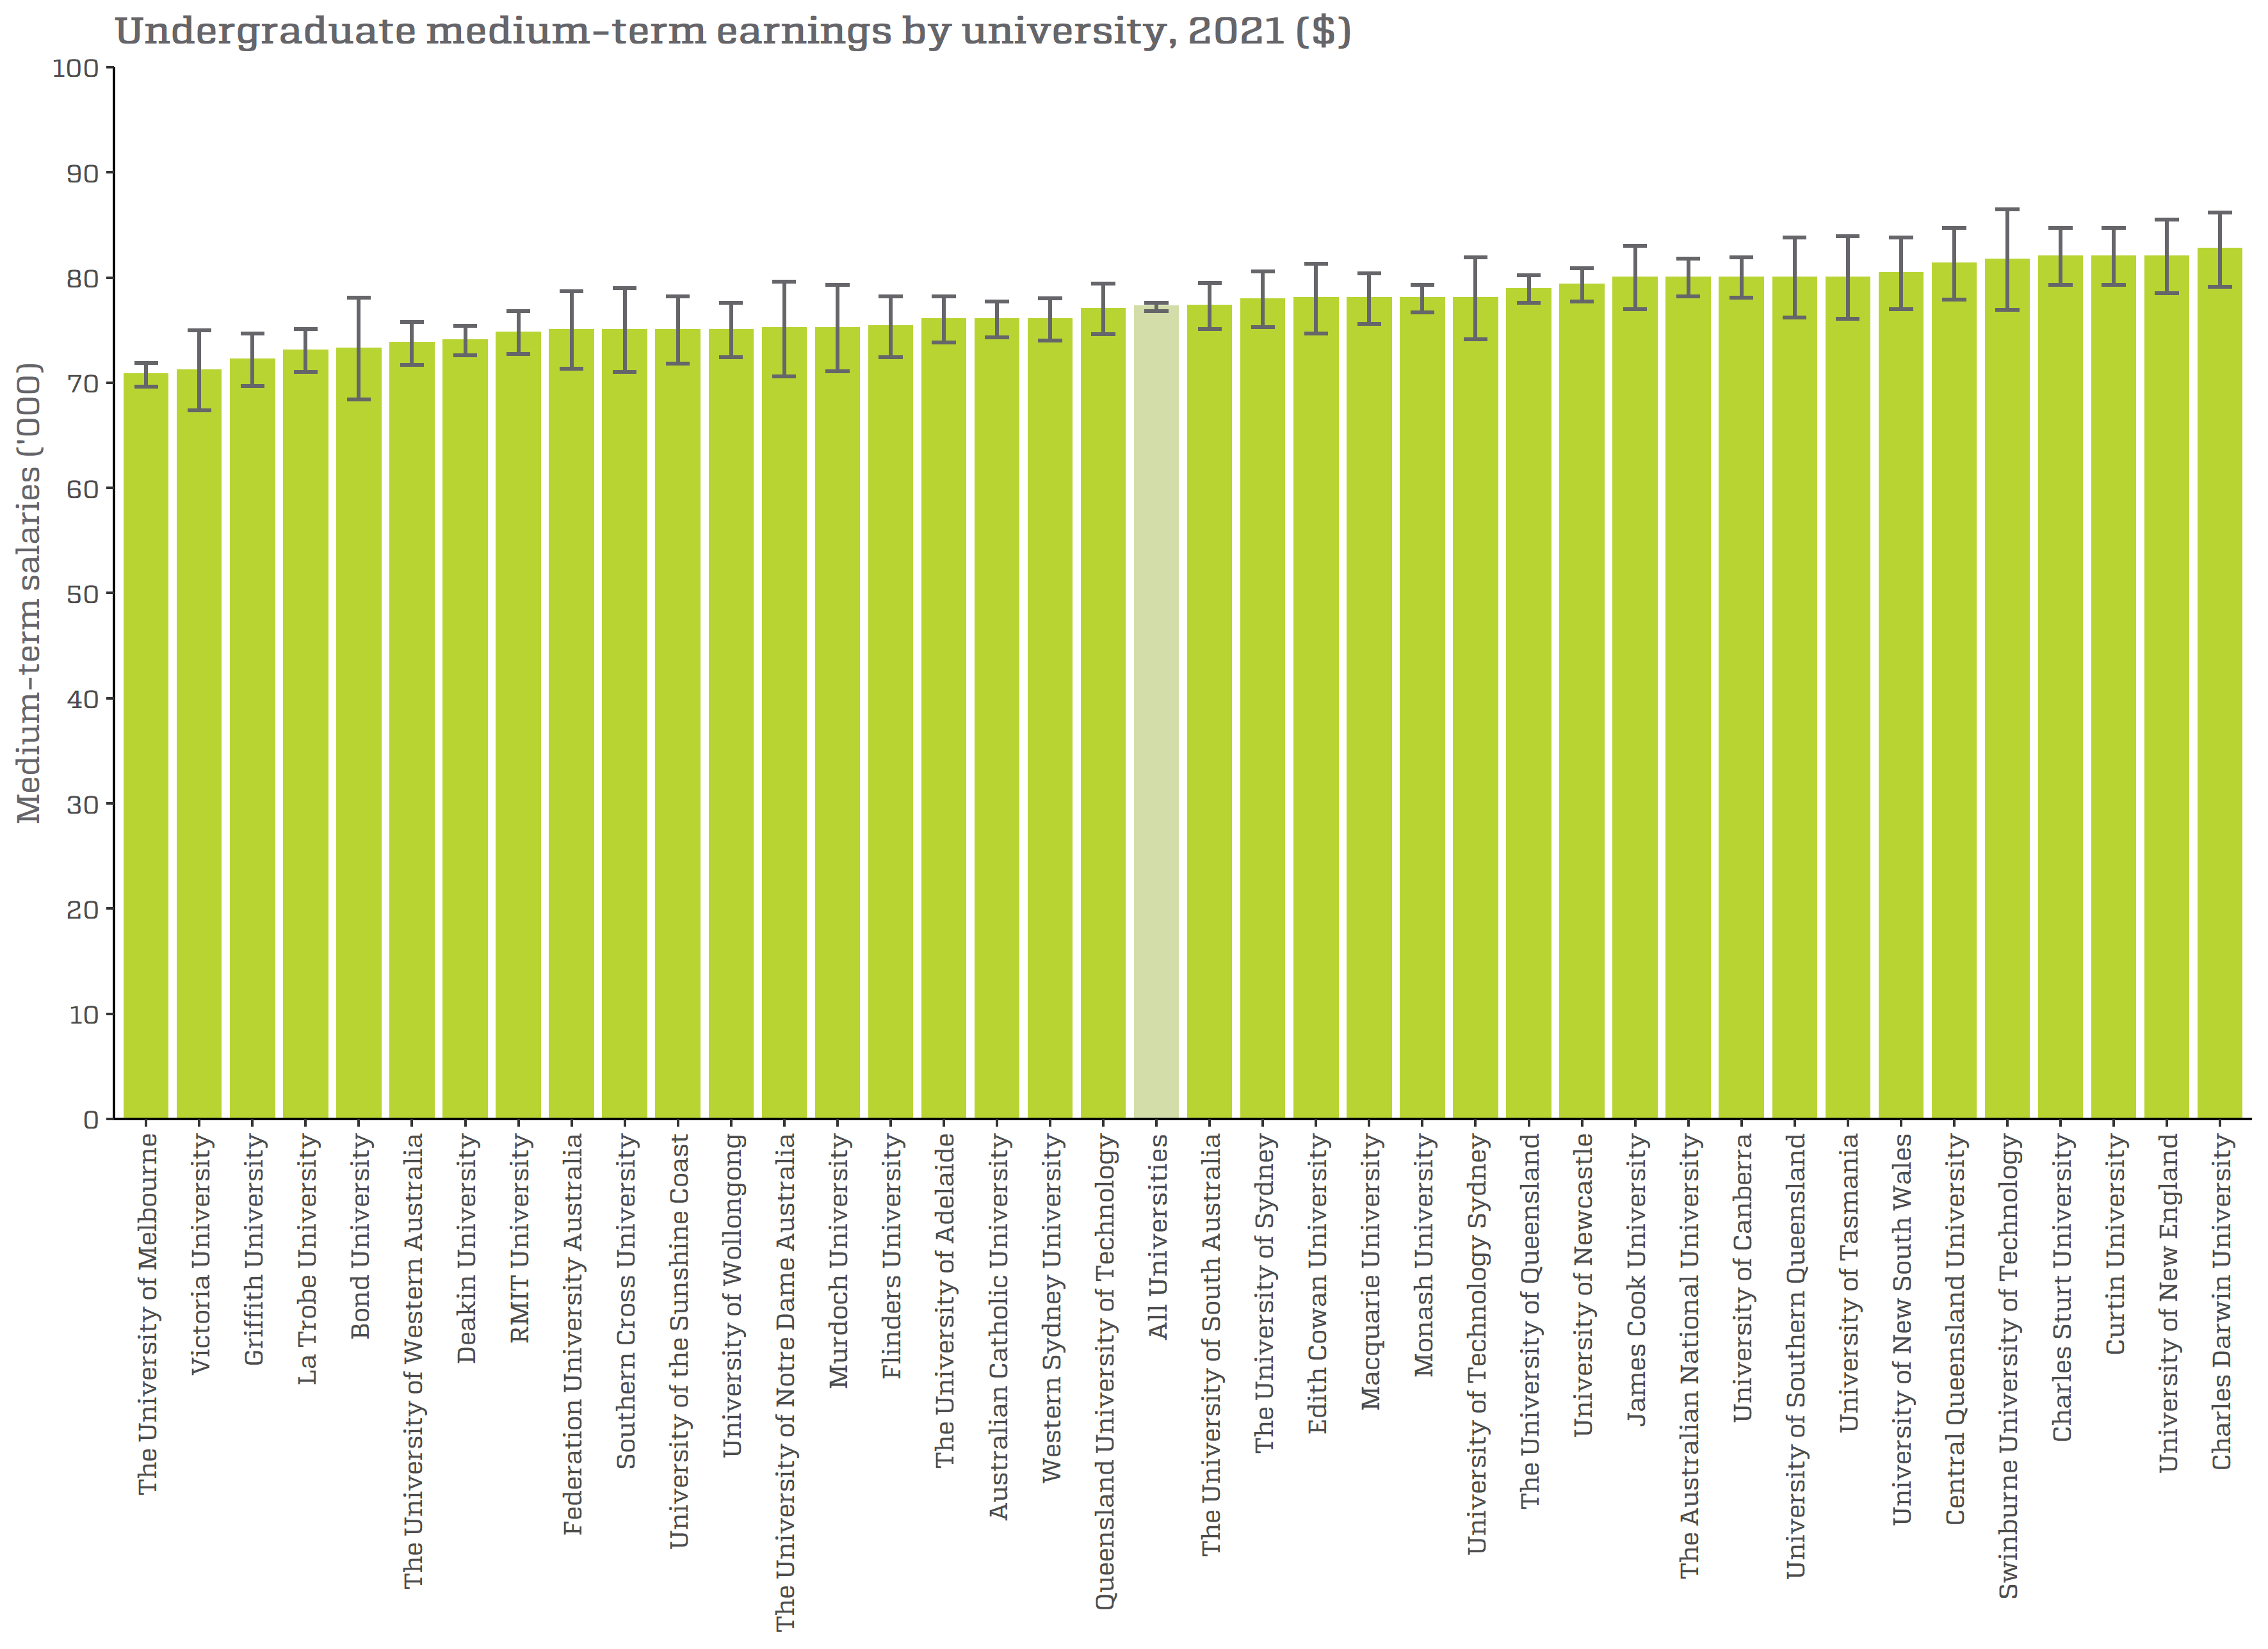 Undergraduate medium-term earnings by university, 2021 ($)
100
90
80
70
60
50
40
30
20
10
0
Medium-term salaries ('000)
The University of Melbourne
Victoria University
Griffith University
La Trobe University
Bond University
The University of Western Australia
Deakin University
RMIT University
Federation University Australia
Southern Cross University
University of the Sunshine Coast
University of Wollongong
The University of Notre Dame Australia
Murdoch University
Flinders University
The University of Adelaide
Australian Catholic University
Western Sydney University
Queensland University of Technology
All Universities
The University of South Australia
The University of Sydney
Edith Cowan University
Macquarie University
Monash University
University of Technology Sydney
The University of Queensland
University of Newcastle
James Cook University
The Australian National University
University of Canberra
University of Southern Queensland
University of Tasmania
University of New South Wales
Central Queensland University
Swinburne University of Technology
Charles Sturt University
Curtin University
University of New England
Charles Darwin University